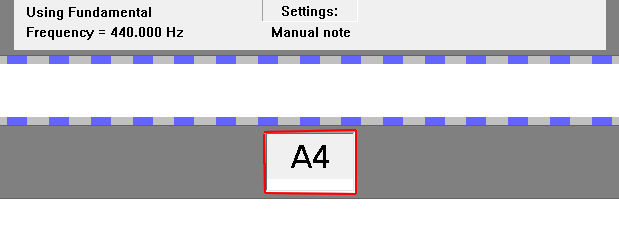 Using Fundamental
Frequency = 440.000 Hz
Settings:
Manual note
A4